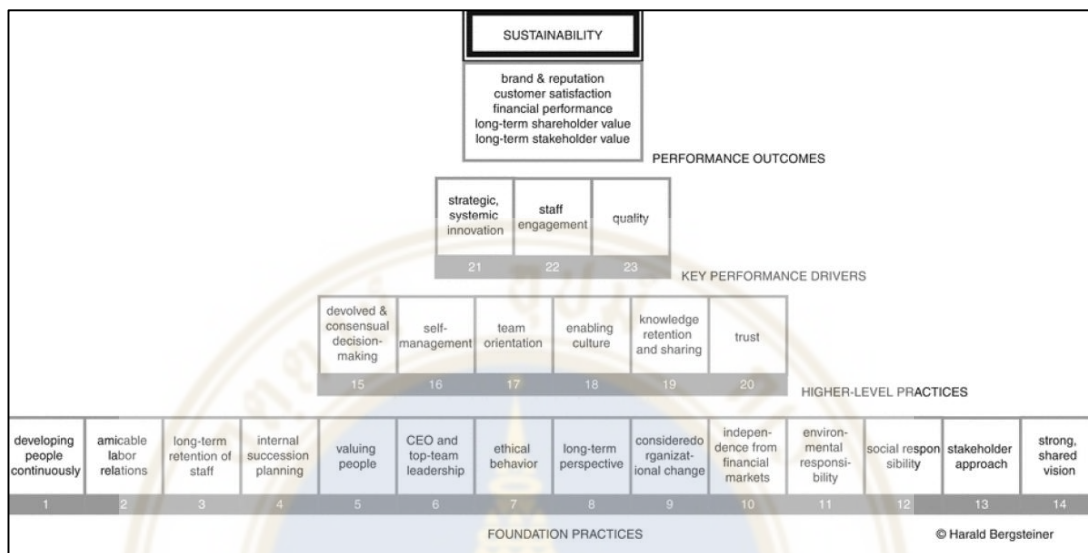 SUSTAINABILITY
brand & reputation
customer satisfaction
financial performance
long-term shareholder value
long-term stakeholder value
PERFORMANCE OUTCOMES
strategic,
systemic
innovation
21
staff
engagement
22
quality
23
KEY PERFORMANCE DRIVERS
devolved &
consensual
decision-
making
15
self-
management
16
team
orientation
17
enabling
culture
18
knowledge
retention
and sharing
19
trust
20
HIGHER-LEVEL PRACTICES
developing
people
continuously
1
amicable
labor
relations
2
long-term
retention of
staff
3
internal
succession
planning
4
valuing
people
5
CEO and
top-team
leadership
6
ethical
behavior
7
long-term
perspective
8
consideredo
rganizat-
ional change
9
indepen-
dence from
financial
markets
10
environ-
mental
responsi-
bility
11
social respon
sibility
12
stakeholder
approach
13
strong,
shared
vision
14
FOUNDATION PRACTICES
© Harald Bergsteiner